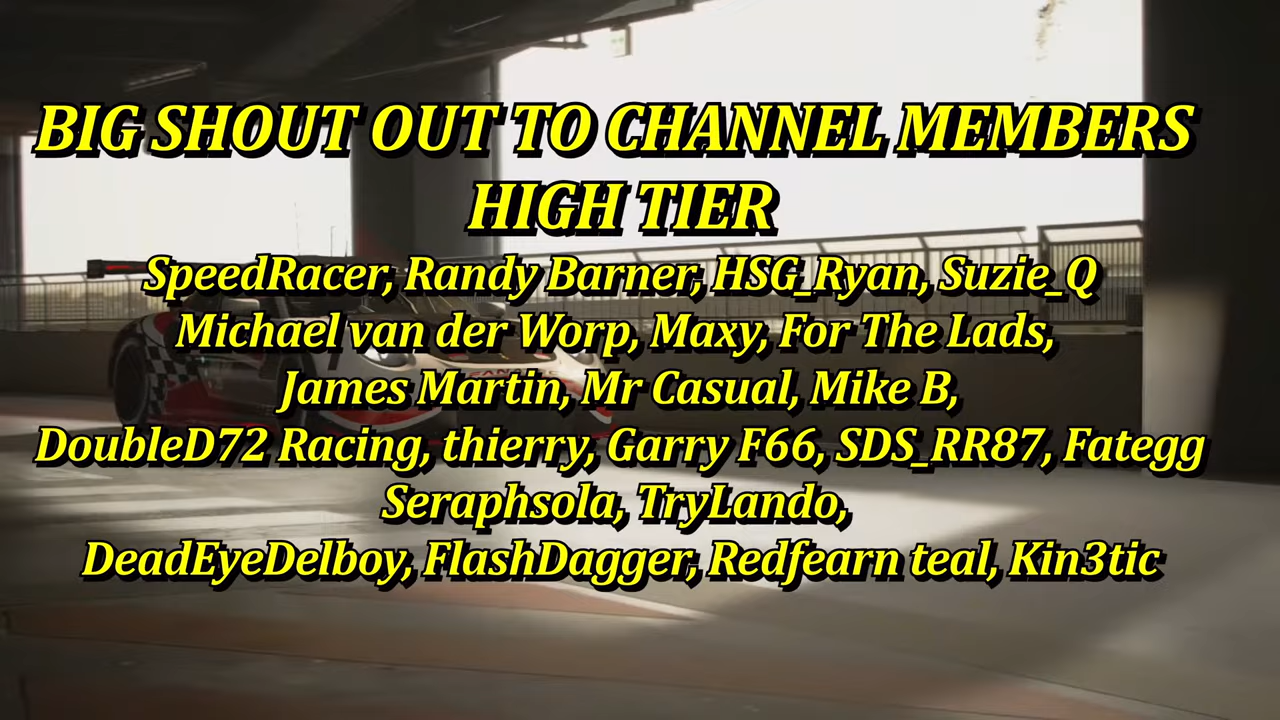 BIG SHOUT OUT TO CHANNEL MEMBERS
HIGH TIER
SpeedRacer, Randy Barner, HSG_Ryan, Suzie_Q
Michael van der Worp, Maxy, For The Lads,
James Martin, Mr Casual, Mike B,
DoubleD72 Racing, thierry, Garry F66, SDS_RR87, Fategg
Seraphsola, TryLando,
DeadEyeDelboy, FlashDagger, Redfearn teal, Kin3tic